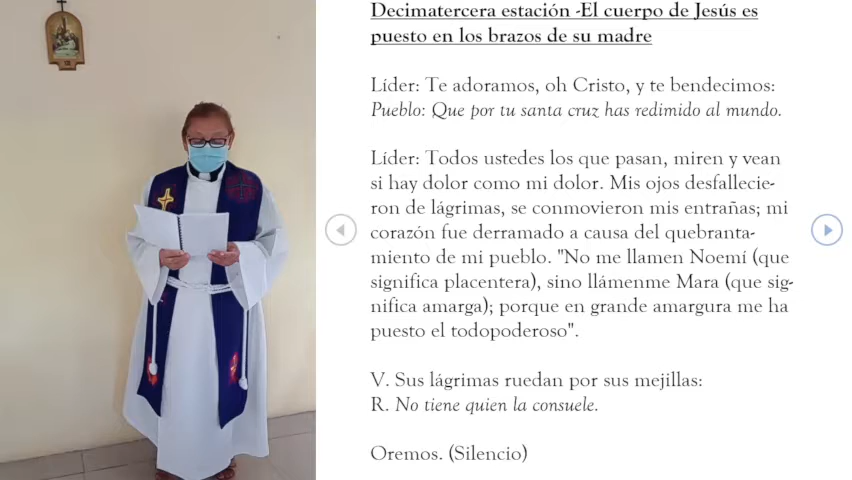 Decimatercera estación -El cuerpo de Jesús es
puesto en los brazos de su madre
Líder: Te adoramos, oh Cristo, y te bendecimos:
Pueblo: Que por tu santa cruz has redimido al mundo.
Líder: Todos ustedes los que pasan, miren y vean
si hay dolor como mi dolor. Mis ojos desfallecie-
ron de lágrimas, se conmovieron mis entrañas; mi
corazón fue derramado a causa del quebranta-
miento de mi pueblo. "No me llamen Noemí (que
significa placentera), sino llámenme Mara (que sig-
nifica amarga); porque en grande amargura me ha
puesto el todopoderoso".
V. Sus lágrimas ruedan por sus mejillas:
R. No tiene quien la consuele.
Oremos. (Silencio)